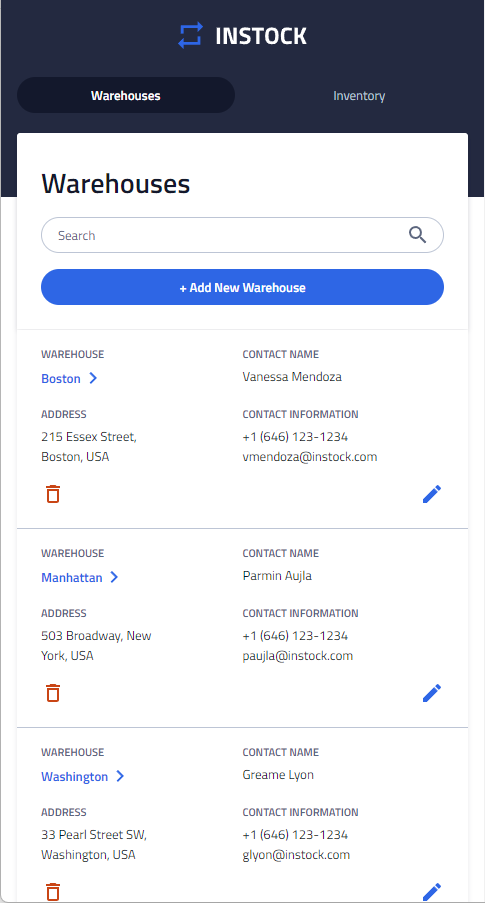 INSTOCK
Warehouses
Inventory
Warehouses
Search
+ Add New Warehouse
WAREHOUSE
Boston
CONTACT NAME
Vanessa Mendoza
ADDRESS
215 Essex Street,
Boston, USA
CONTACT INFORMATION
+1 (646) 123-1234
vmendoza@instock.com
WAREHOUSE
Manhattan
CONTACT NAME
Parmin Aujla
ADDRESS
503 Broadway, New
York, USA
CONTACT INFORMATION
+1 (646) 123-1234
paujla@instock.com
WAREHOUSE
Washington
CONTACT NAME
Greame Lyon
ADDRESS
33 Pearl Street SW,
Washington, USA
CONTACT INFORMATION
+1 (646) 123-1234
glyon@instock.com